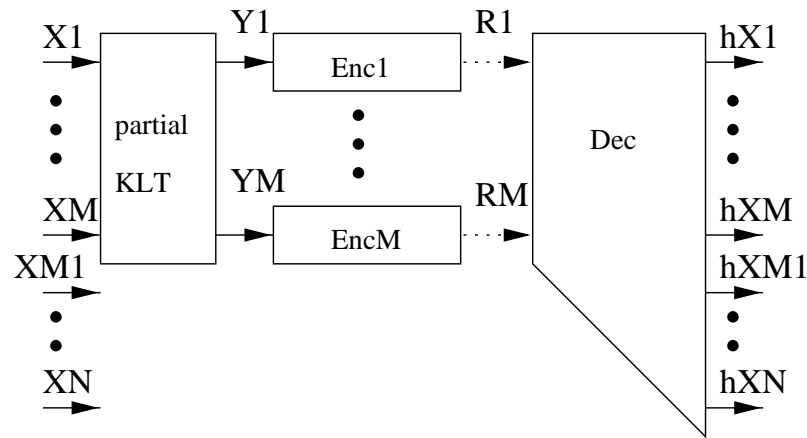 X1
Y1
R1
hX1
Enc1
partial
KLT
Dec
XM
YM
RM
hXM
EncM
XM1
hXM1
XN
hXN